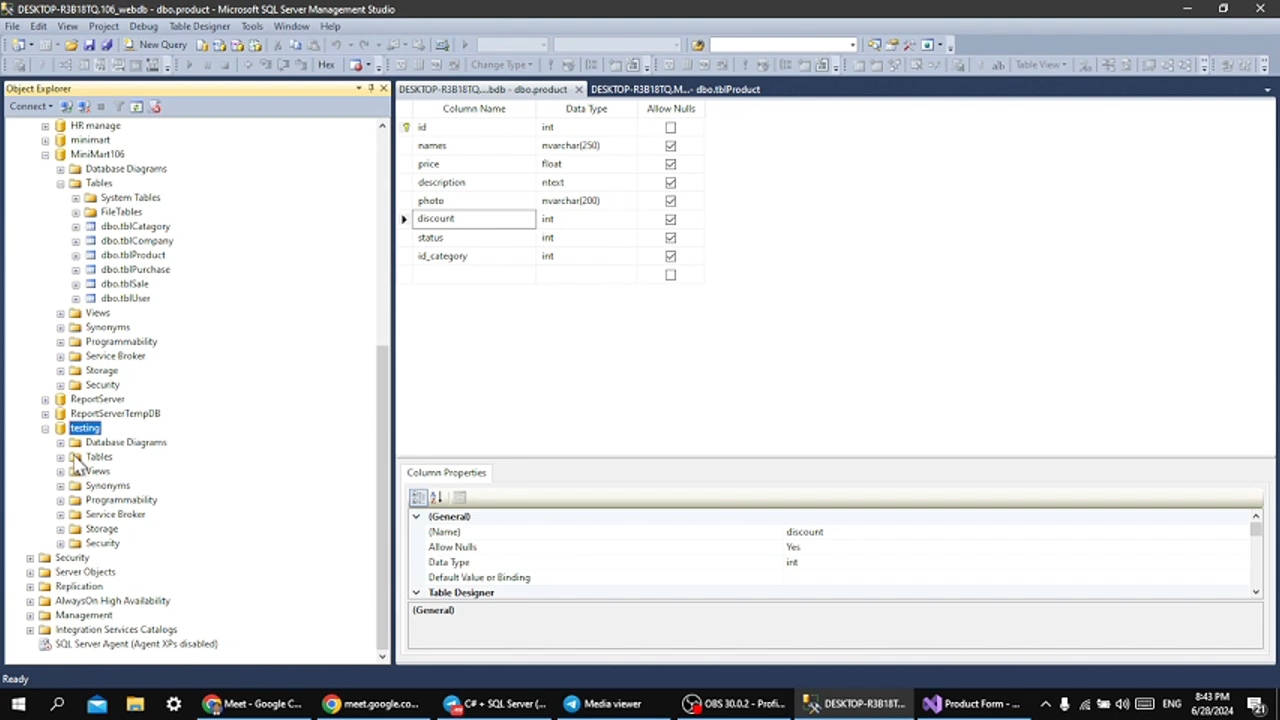 DESKTOP-R3B18TQ.106_webdb - dbo.product - Microsoft SQL Server Management Studio
File Edit View Project Debug Table Designer Tools Window Help
New Query
Hex Change Type Table View
Object Explorer
DESKTOP-R3B18TQ....bdb - dbo.product DESKTOP-R3B18TQ.M...- dbo.tblProduct
Connect
Column Name Data Type Allow Nulls
HR manage
id int
minimart
names nvarchar(250)
MiniMart106
price float
Database Diagrams
Tables
description ntext
System Tables
photo nvarchar(200)
FileTables
discount int
dbo.tblCatagory
status int
dbo.tblCompany
id_category int
dbo.tblProduct
dbo.tblPurchase
dbo.tblSale
dbo.tblUser
Views
Synonyms
Programmability
Service Broker
Storage
Security
ReportServer
ReportServerTempDB
testing
Database Diagrams
Tables
Views
Synonyms
Programmability
Service Broker
Storage
Security
Security
Server Objects
Replication
AlwaysOn High Availability
Management
Integration Services Catalogs
SQL Server Agent (Agent XPs disabled)
Column Properties
(General)
(Name) discount
Allow Nulls Yes
Data Type int
Default Value or Binding
Table Designer
(General)
Ready
Meet - Google C... meet.google.co... C# + SQL Server (... Media viewer OBS 30.0.2 - Profi... DESKTOP-R3B18T... Product Form - ... ENG 8:43 PM
6/28/2024 21